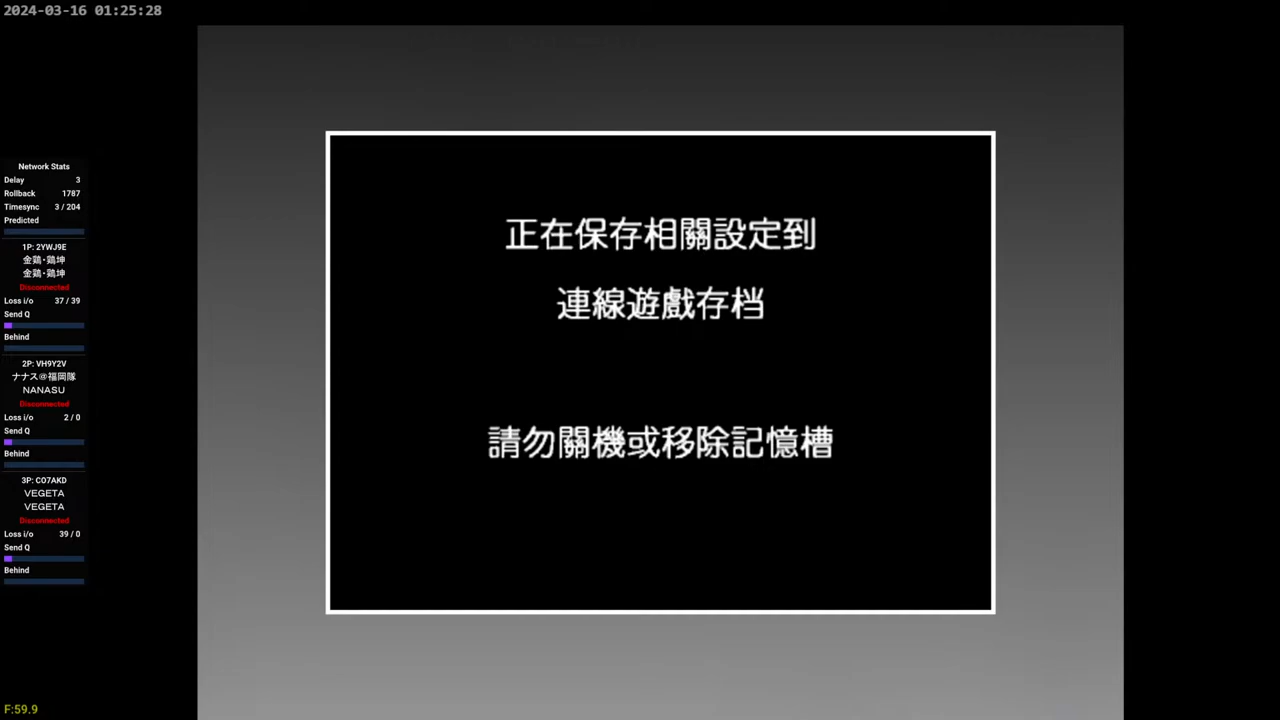 2024-03-16 01:25:28
正在保存相關設定到
連線遊戲存档
請勿關機或移除記憶槽
Network Stats
Delay 3
Rollback 1787
Timesync 3 / 204
Predicted
1P: 2YWJ9E
金鶏-鶏坤
金鶏-鶏坤
Disconnected
Loss i/o 37 / 39
Send Q
Behind
2P: VH9Y2V
ナナス@福岡隊
NANASU
Disconnected
Loss i/o 2 / 0
Send Q
Behind
3P: CO7AKD
VEGETA
VEGETA
Disconnected
Loss i/o 39 / 0
Send Q
Behind
F:59.9